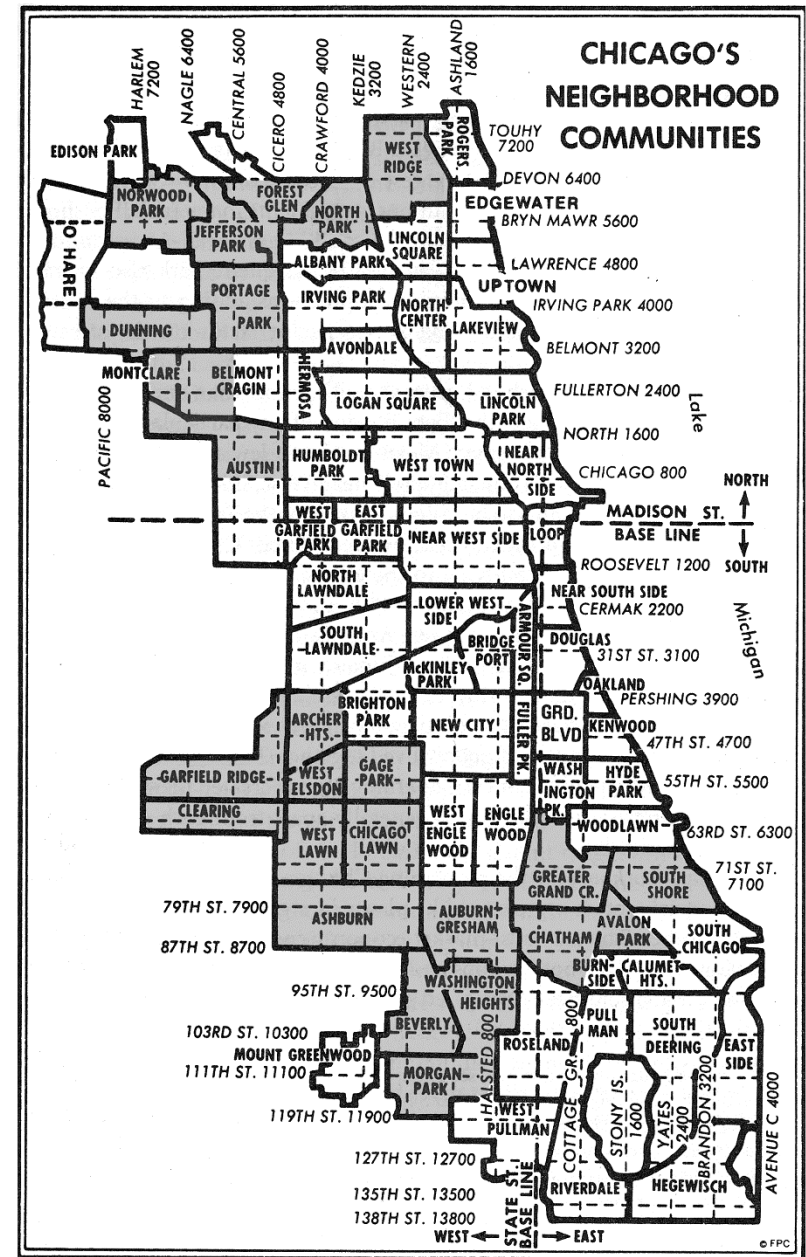 CHICAGO'S
NEIGHBORHOOD
COMMUNITIES
HARLEM
7200
NAGLE 6400
CENTRAL 5600
CICERO 4800
CRAWFORD 4000
KEDZIE
3200
WESTERN
2400
ASHLAND
1600
TOUHY
7200
ROGERS
PARK
EDISON PARK
WEST
RIDGE
DEVON 6400
NORWOOD
PARK
FOREST
GLEN
EDGEWATER
NORTH
PARK
BRYN MAWR 5600
JEFFERSON
PARK
LINCOLN
SQUARE
O'HARE
ALBANY PARK
LAWRENCE 4800
PORTAGE
PARK
IRVING PARK
UPTOWN
NORTH
CENTER
IRVING PARK 4000
DUNNING
LAKEVIEW
AVONDALE
BELMONT 3200
MONTCLARE
BELMONT
CRAGIN
HERMOSA
FULLERTON 2400
LOGAN SQUARE
LINCOLN
PARK
Lake
PACIFIC 8000
NORTH 1600
AUSTIN
HUMBOLDT
PARK
WEST TOWN
NEAR
NORTH
SIDE
CHICAGO 800
NORTH
WEST
GARFIELD
PARK
EAST
GARFIELD
PARK
NEAR WEST SIDE
LOOP
MADISON ST.
BASE LINE
SOUTH
ROOSEVELT 1200
NORTH
LAWNDALE
NEAR SOUTH SIDE
LOWER WEST
SIDE
CERMAK 2200
Michigan
SOUTH
LAWNDALE
ARMOUR SQ.
BRIDGE
PORT
DOUGLAS
McKINLEY
PARK
31ST ST. 3100
OAKLAND
PERSHING 3900
ARCHER
HTS.
BRIGHTON
PARK
NEW CITY
FULLER PK.
GRD.
BLVD
KENWOOD
47TH ST. 4700
GARFIELD RIDGE
WEST
ELSDON
GAGE
PARK
WASH
INGTON
PK.
HYDE
PARK
55TH ST. 5500
CLEARING
WEST
ENGLE
WOOD
ENGLE
WOOD
WOODLAWN
63RD ST. 6300
WEST
LAWN
CHICAGO
LAWN
71ST ST.
7100
GREATER
GRAND CR.
SOUTH
SHORE
79TH ST. 7900
ASHBURN
AUBURN
GRESHAM
CHATHAM
AVALON
PARK
SOUTH
CHICAGO
87TH ST. 8700
BURN-
SIDE
CALUMET
HTS.
95TH ST. 9500
WASHINGTON
HEIGHTS
BEVERLY
PULL
MAN
SOUTH
DEERING
EAST
SIDE
103RD ST. 10300
MOUNT GREENWOOD
ROSELAND
HALSTED 800
COTTAGE GR. 800
111TH ST. 11100
MORGAN
PARK
STONY IS.
1600
YATES
2400
BRANDON 3200
AVENUE C 4000
119TH ST. 11900
WEST
PULLMAN
127TH ST. 12700
135TH ST. 13500
138TH ST. 13800
RIVERDALE
HEGEWISCH
STATE ST.
BASE LINE
WEST
EAST
© FPC